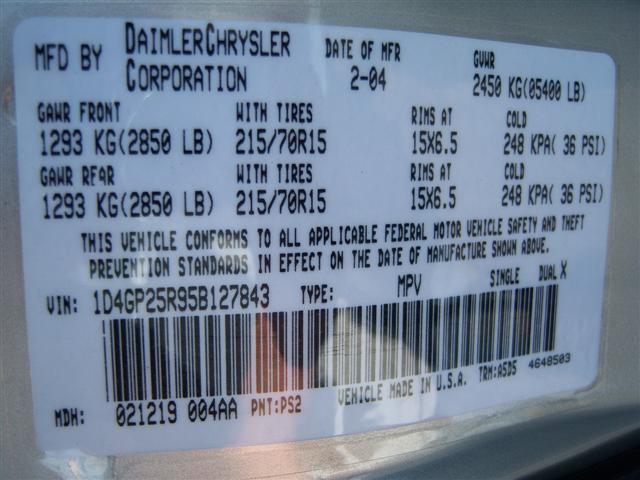 MFD BY DAIMLERCHRYSLER CORPORATION DATE OF MFR 2-04 GVWR 2450 KG(05400 LB)
GAWR FRONT WITH TIRES RIMS AT COLD
1293 KG(2850 LB) 215/70R15 15X6.5 248 KPA( 36 PSI)
GAWR REAR WITH TIRES RIMS AT COLD
1293 KG(2850 LB) 215/70R15 15X6.5 248 KPA( 36 PSI)
THIS VEHICLE CONFORMS TO ALL APPLICABLE FEDERAL MOTOR VEHICLE SAFETY AND THEFT
PREVENTION STANDARDS IN EFFECT ON THE DATE OF MANUFACTURE SHOWN ABOVE.
VIN: 1D4GP25R95B127843 TYPE: MPV SINGLE DUAL X
MDH: 021219 004AA PNT:PS2 VEHICLE MADE IN U.S.A. TRM:A5D5 4648503